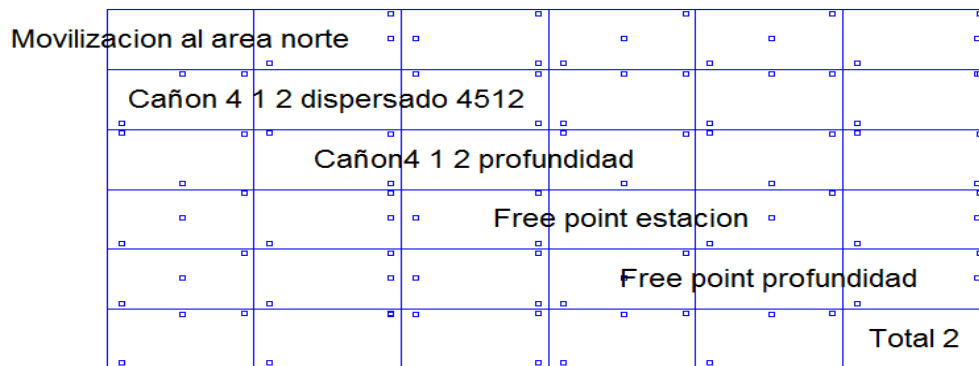 Movilizacion al area norte
Cañon 4 1 2 dispersado 4512
Cañon4 1 2 profundidad
Free point estacion
Free point profundidad
Total 2